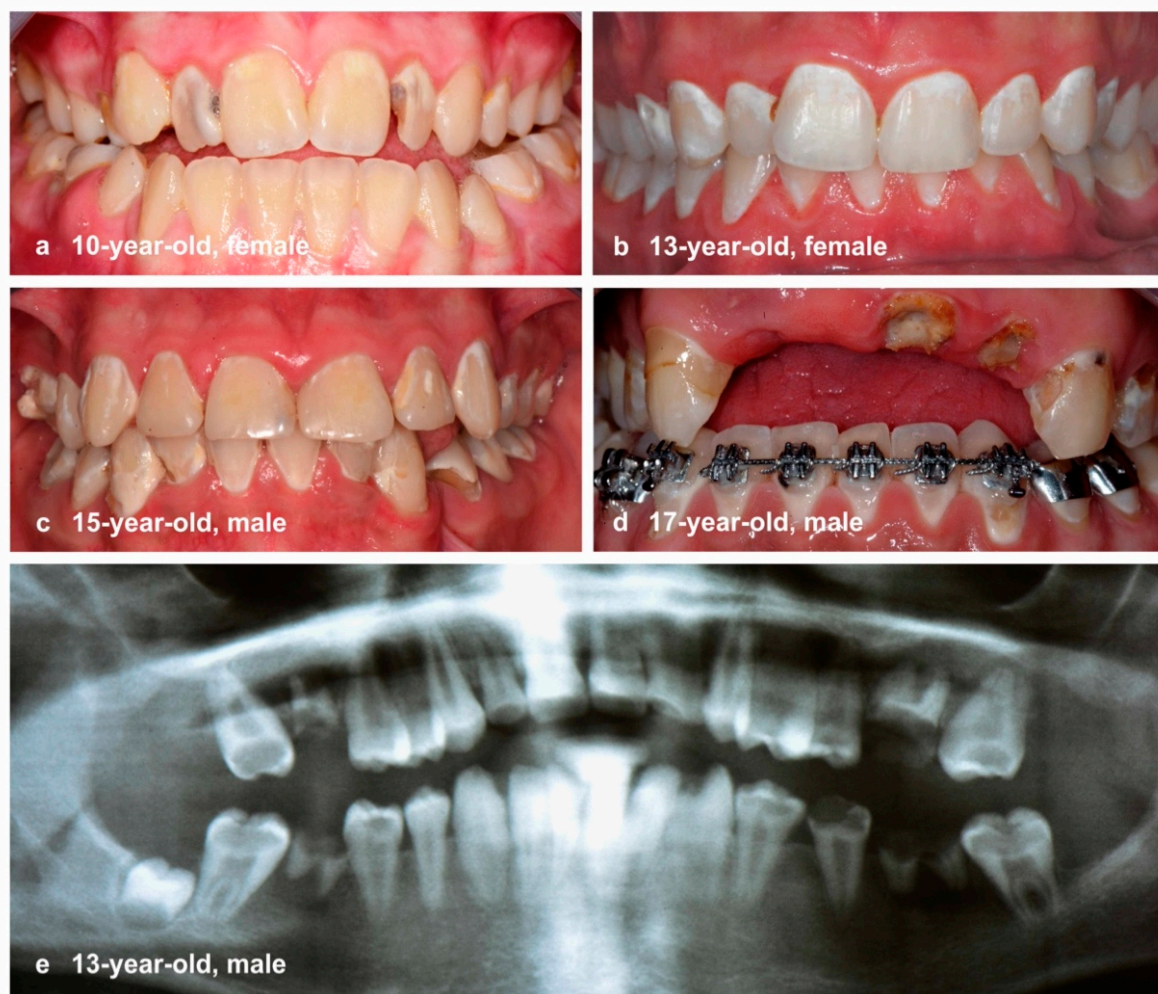 a 10-year-old, female
b 13-year-old, female
c 15-year-old, male
d 17-year-old, male
e 13-year-old, male